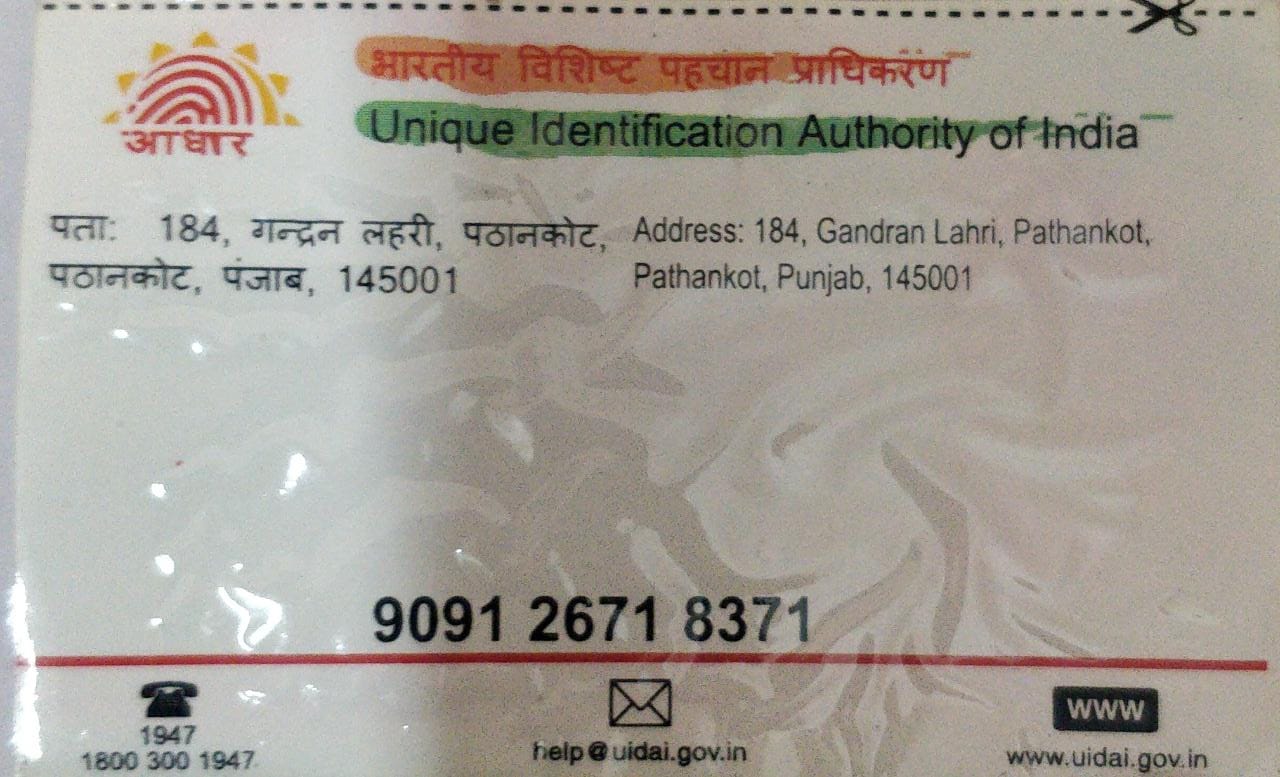 भारतीय विशिष्ट पहचान प्राधिकरण
आधार
Unique Identification Authority of India
पता: 184, गन्द्रन लहरी, पठानकोट,
पठानकोट, पंजाब, 145001
Address: 184, Gandran Lahri, Pathankot,
Pathankot, Punjab, 145001
9091 2671 8371
1947
1800 300 1947
help@uidai.gov.in
www
www.uidai.gov.in